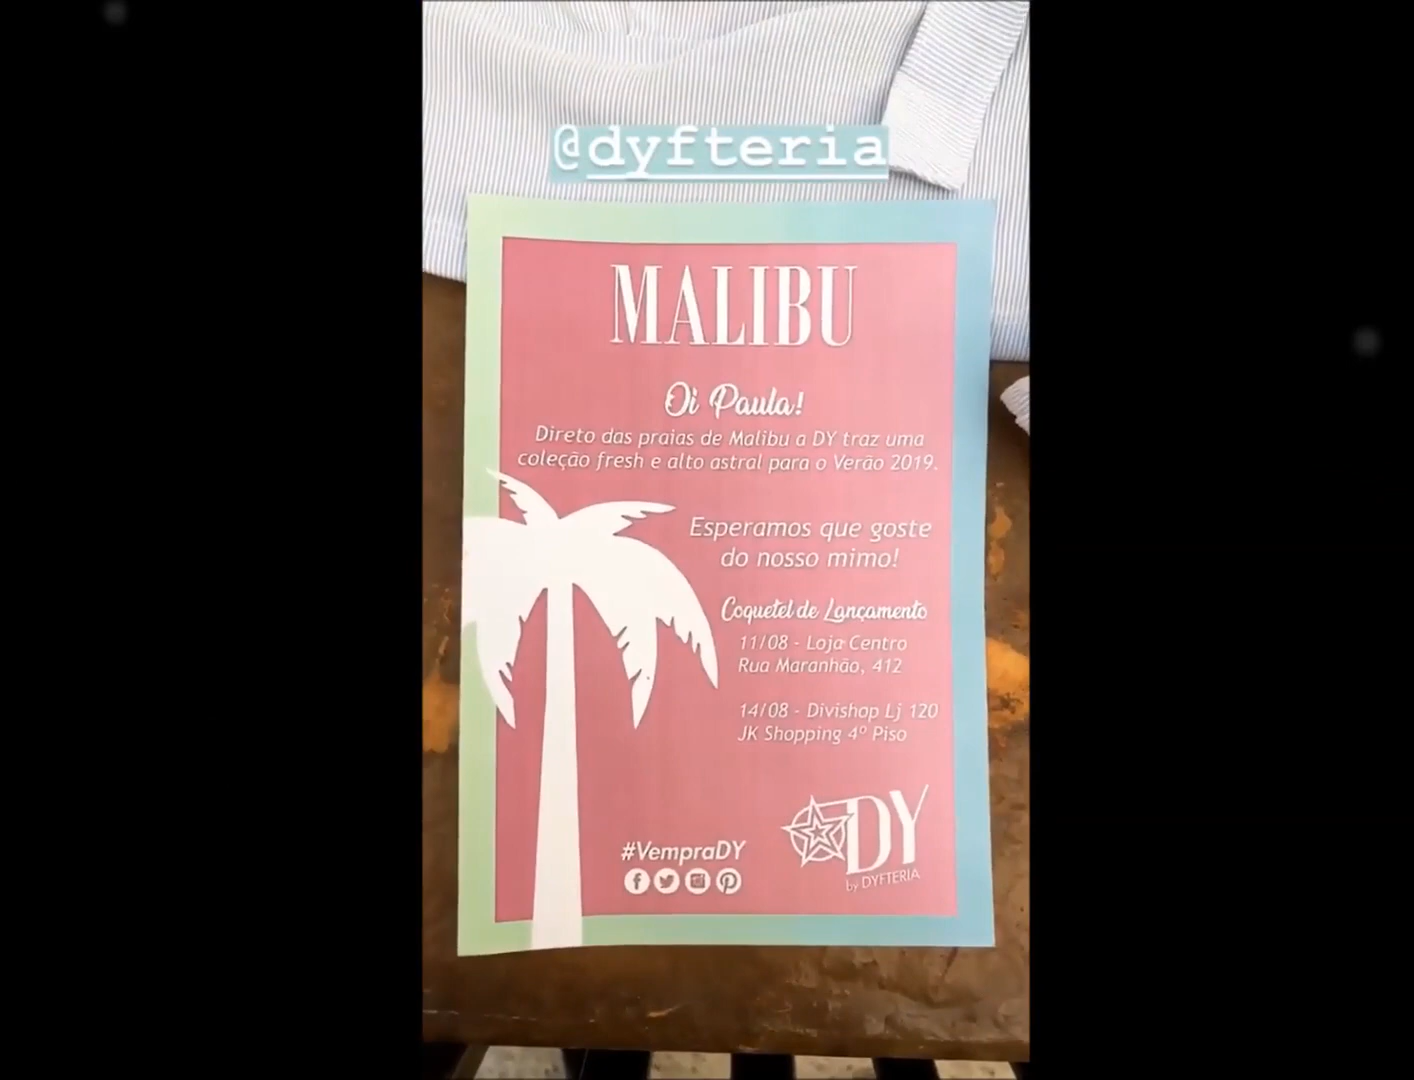 @dyfteria
MALIBU
Oi Paula!
Direto das praias de Malibu a DY traz uma
coleção fresh e alto astral para o Verão 2019.
Esperamos que goste
do nosso mimo!
Coquetel de Lançamento
11/08 - Loja Centro
Rua Maranhão, 412
14/08 - Divishop Lj 120
JK Shopping 4º Piso
#VempraDY
DY
by DYFTERIA